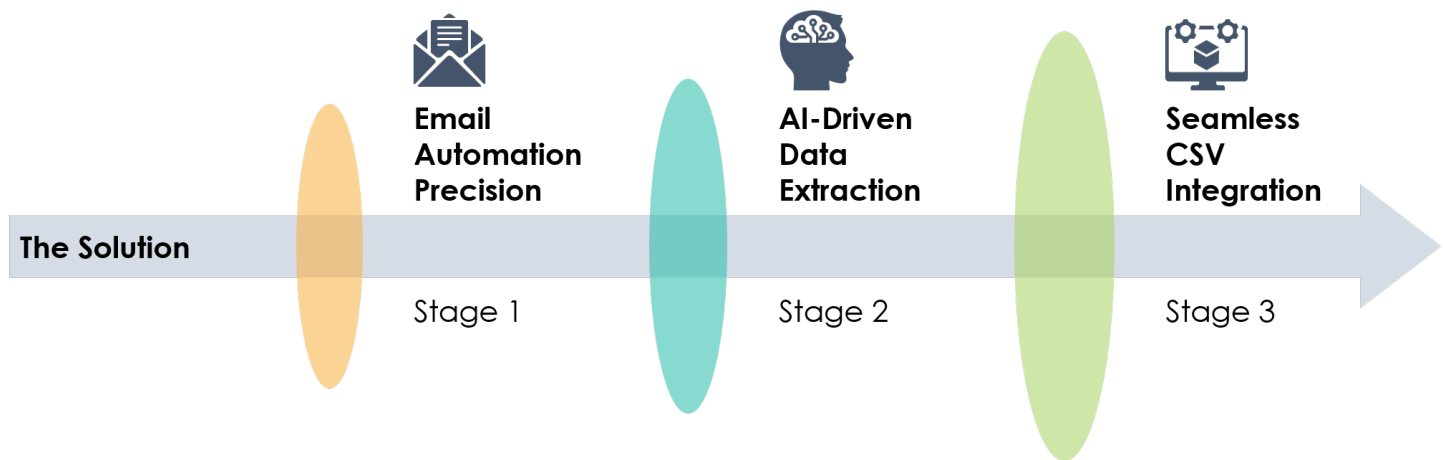 The Solution
Email
Automation
Precision
Stage 1
AI-Driven
Data
Extraction
Stage 2
Seamless
CSV
Integration
Stage 3